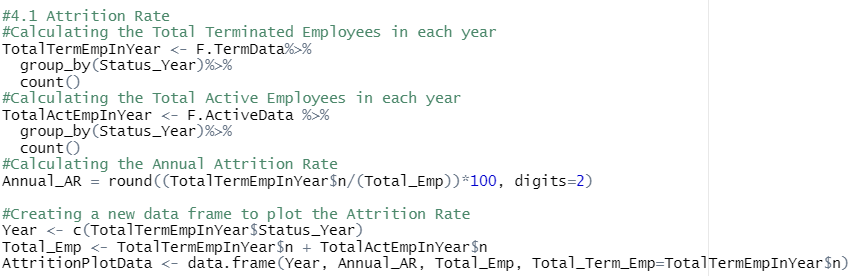 #4.1 Attrition Rate
#Calculating the Total Terminated Employees in each year
TotalTermEmpInYear <- F.TermData%>%
  group_by(Status_Year)%>%
  count()
#Calculating the Total Active Employees in each year
TotalActEmpInYear <- F.ActiveData %>%
  group_by(Status_Year)%>%
  count()
#Calculating the Annual Attrition Rate
Annual_AR = round((TotalTermEmpInYear$n/(Total_Emp))*100, digits=2)

#Creating a new data frame to plot the Attrition Rate
Year <- c(TotalTermEmpInYear$Status_Year)
Total_Emp <- TotalTermEmpInYear$n + TotalActEmpInYear$n
AttritionPlotData <- data.frame(Year, Annual_AR, Total_Emp, Total_Term_Emp=TotalTermEmpInYear$n)